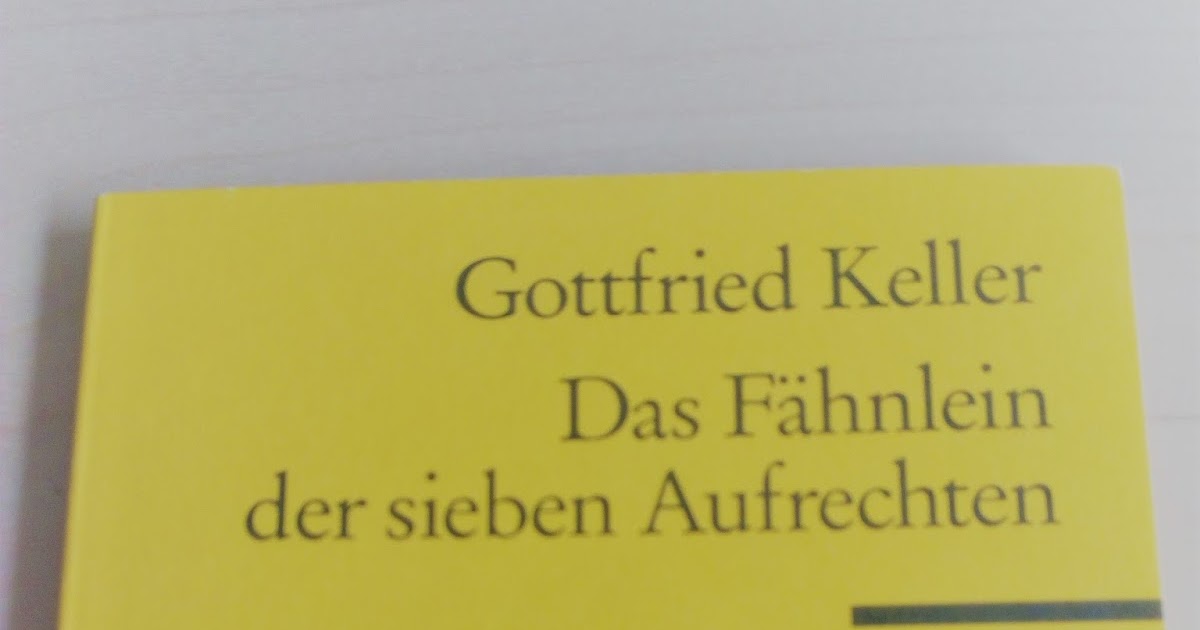 Gottfried Keller
Das Fähnlein
der sieben Aufrechten